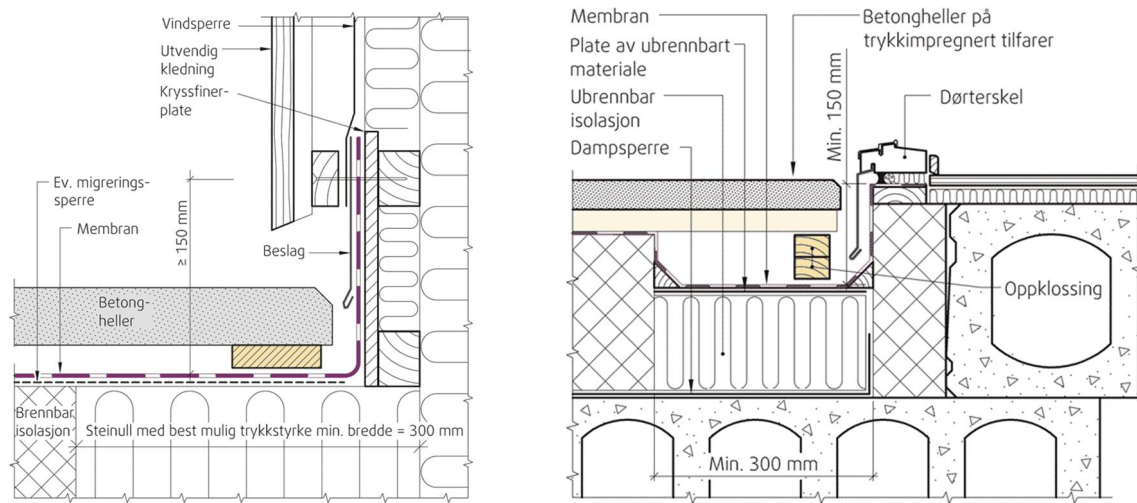 Vindsperre
Utvendig
kledning
Kryssfiner-
plate
Ev. migrerings-
sperre
Membran
≥ 150 mm
Beslag
Betong-
heller
Brennbar
isolasjon
Steinull med best mulig trykkstyrke min. bredde = 300 mm
Membran
Plate av ubrennbart
materiale
Ubrennbar
isolasjon
Dampsperre
Betongheller på
trykkimpregnert tilfarer
Min. 150 mm
Dørterskel
Oppklossing
Min. 300 mm